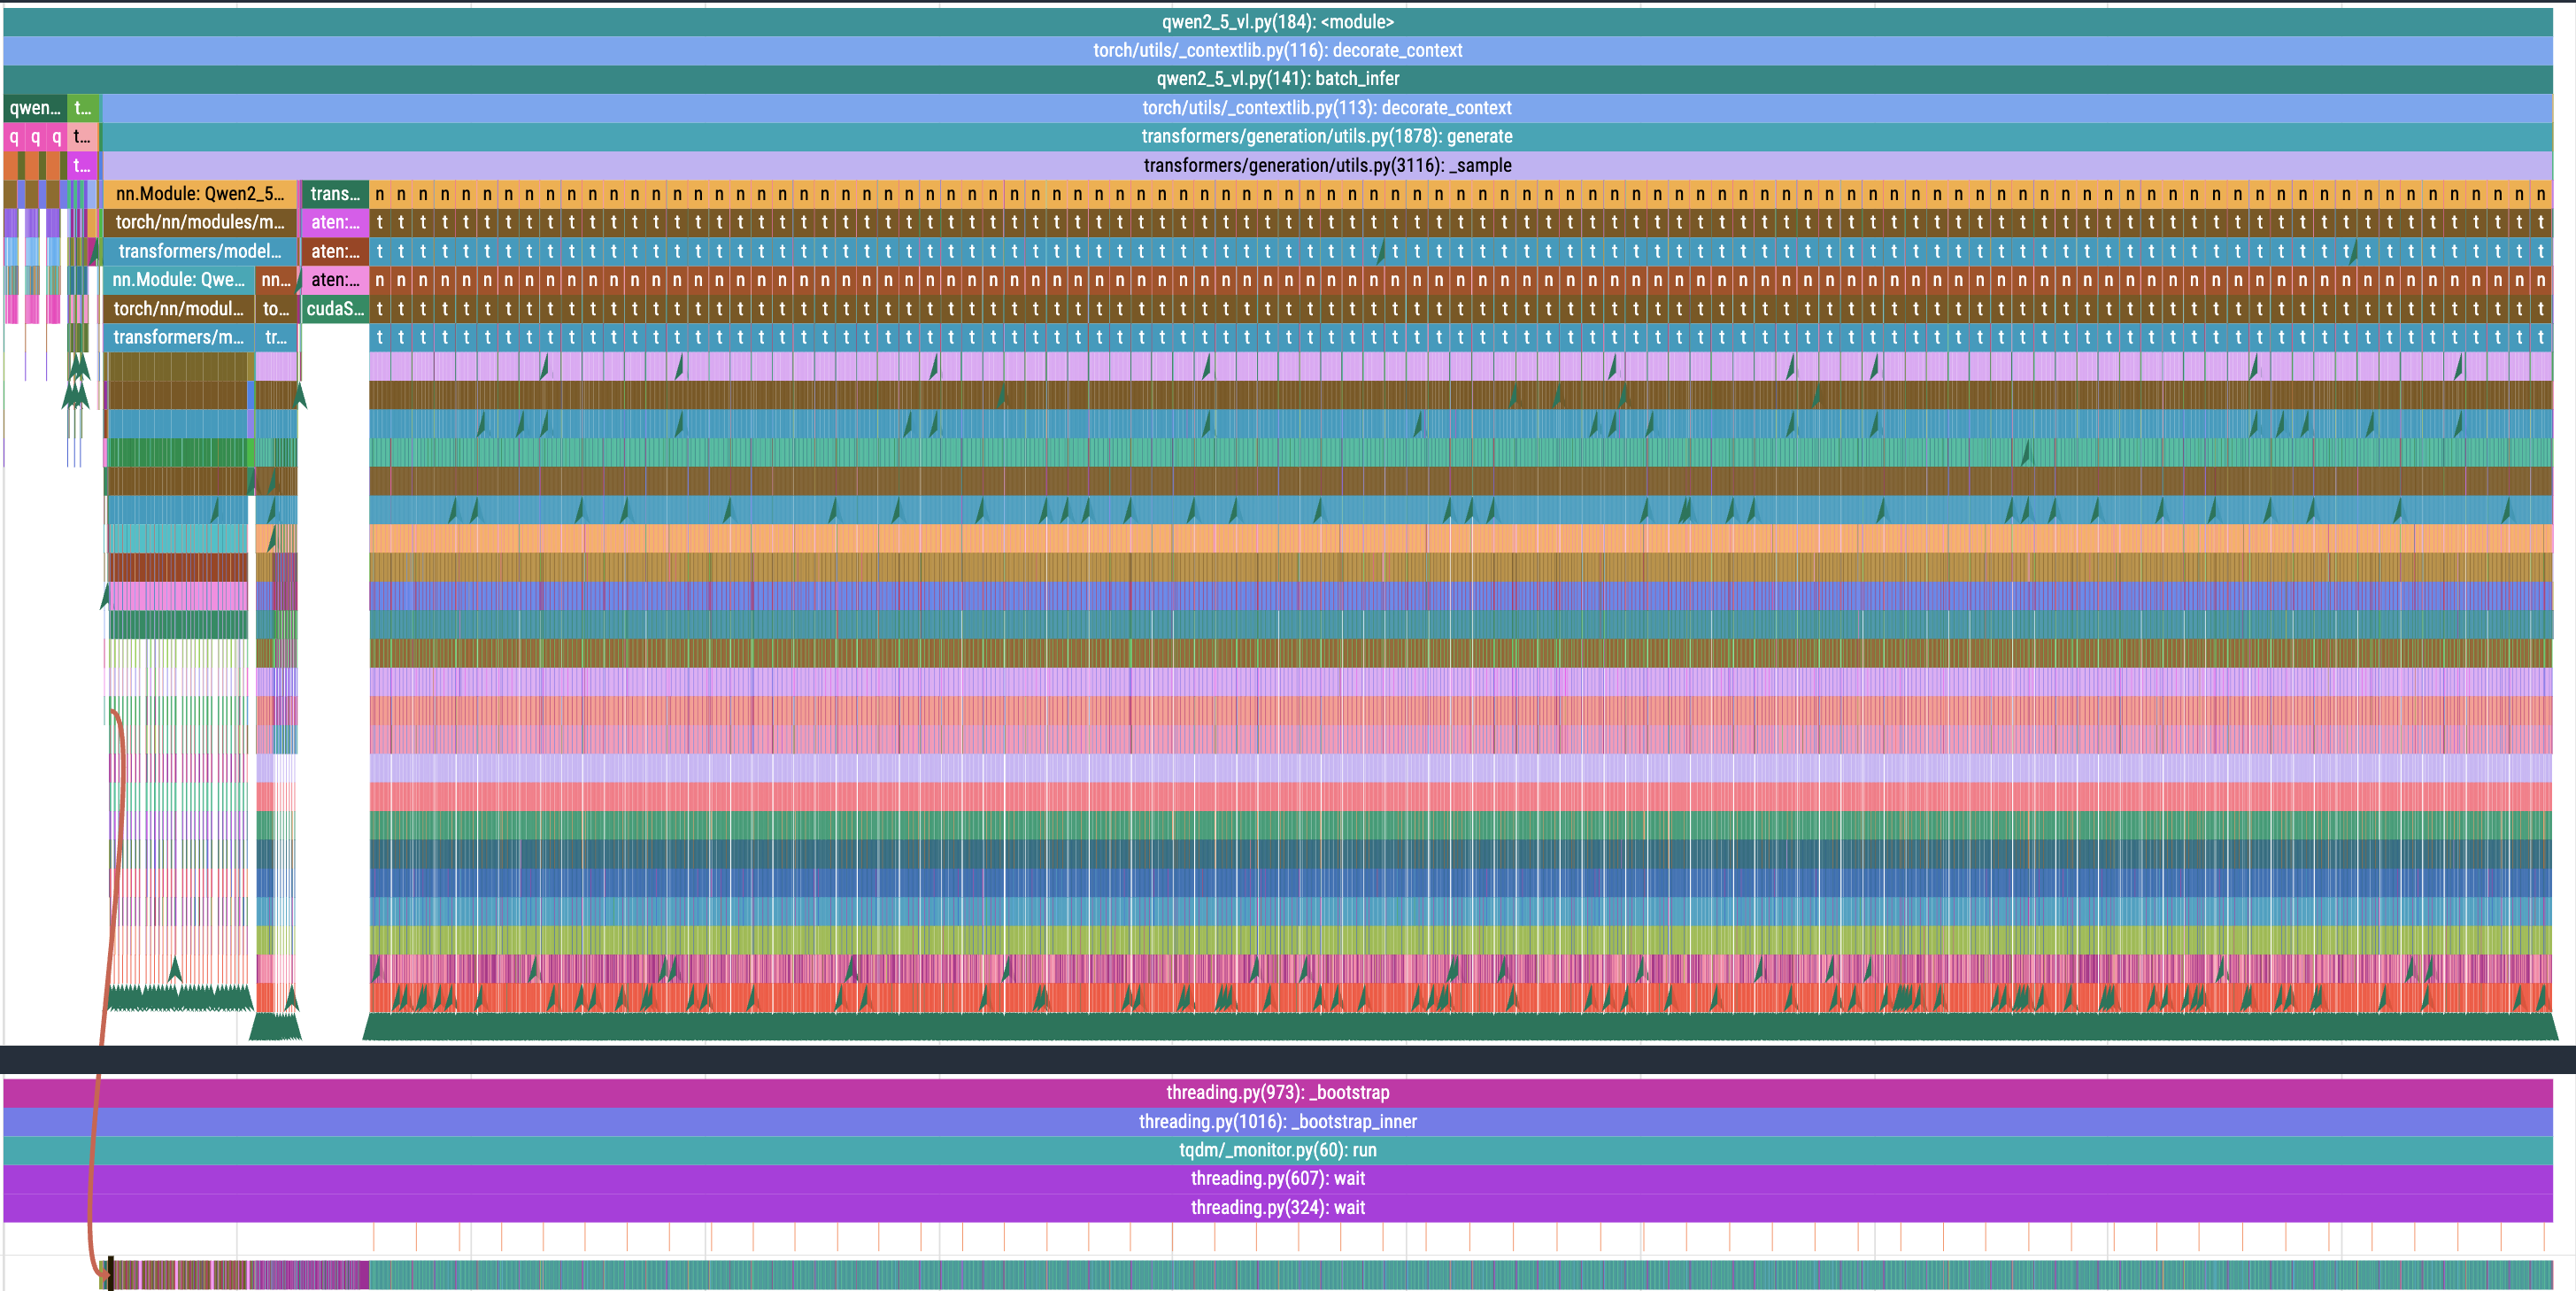 qwen2_5_vl.py(184): <module>
torch/utils/_contextlib.py(116): decorate_context
qwen2_5_vl.py(141): batch_infer
qwen... t... torch/utils/_contextlib.py(113): decorate_context
q q q t... transformers/generation/utils.py(1878): generate
t... transformers/generation/utils.py(3116): _sample
nn.Module: Qwen2_5... trans... n n n n n n n n n n n n n n n n n n n n n n n n n n n n n n n n n n n n n n n n n n n n n n n n n n n n n n n n n n n n n n n n n n n n n n n n n n n n n n n n n n n n n n n n n n n n n n n n n n n n n n
torch/nn/modules/m... aten:... t t t t t t t t t t t t t t t t t t t t t t t t t t t t t t t t t t t t t t t t t t t t t t t t t t t t t t t t t t t t t t t t t t t t t t t t t t t t t t t t t t t t t t t t t t t t t t t t t t t t t t
transformers/model... aten:... t t t t t t t t t t t t t t t t t t t t t t t t t t t t t t t t t t t t t t t t t t t t t t t t t t t t t t t t t t t t t t t t t t t t t t t t t t t t t t t t t t t t t t t t t t t t t t t t t t t t t t
nn.Module: Qwe... nn... aten:... n n n n n n n n n n n n n n n n n n n n n n n n n n n n n n n n n n n n n n n n n n n n n n n n n n n n n n n n n n n n n n n n n n n n n n n n n n n n n n n n n n n n n n n n n n n n n n n n n n n n n n
torch/nn/modul... to... cudaS... t t t t t t t t t t t t t t t t t t t t t t t t t t t t t t t t t t t t t t t t t t t t t t t t t t t t t t t t t t t t t t t t t t t t t t t t t t t t t t t t t t t t t t t t t t t t t t t t t t t t t t
transformers/m... tr... t t t t t t t t t t t t t t t t t t t t t t t t t t t t t t t t t t t t t t t t t t t t t t t t t t t t t t t t t t t t t t t t t t t t t t t t t t t t t t t t t t t t t t t t t t t t t t t t t t t t t t
threading.py(973): _bootstrap
threading.py(1016): _bootstrap_inner
tqdm/_monitor.py(60): run
threading.py(607): wait
threading.py(324): wait